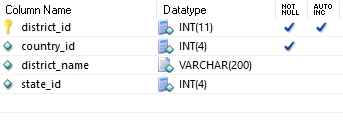 Column Name Datatype NOT NULL AUTO INC
district_id INT(11)
country_id INT(4)
district_name VARCHAR(200)
state_id INT(4)